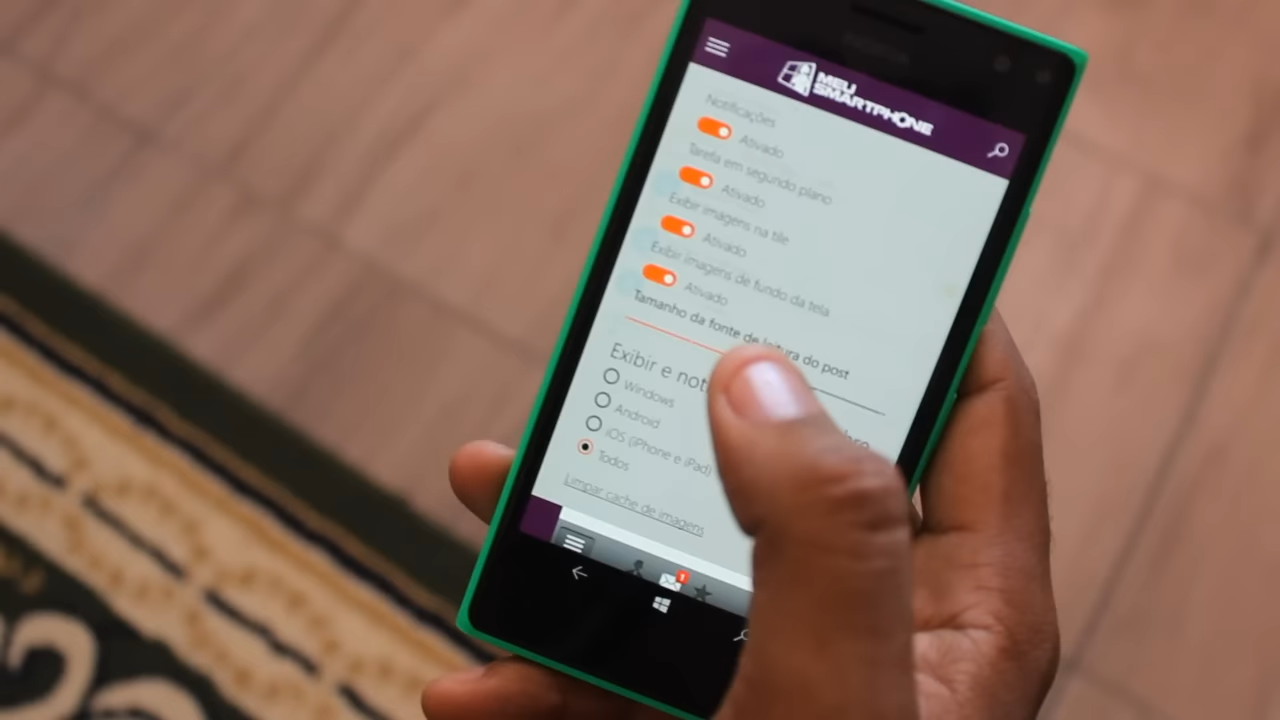 MEU
SMARTPHONE
Notificações
Ativado
Tarefa em segundo plano
Ativado
Exibir imagens na tile
Ativado
Exibir imagens de fundo da tela
Ativado
Tamanho da fonte de leitura do post
Exibir e not
Windows
Android
iOS (iPhone e iPad)
Todos
Limpar cache de imagens
1